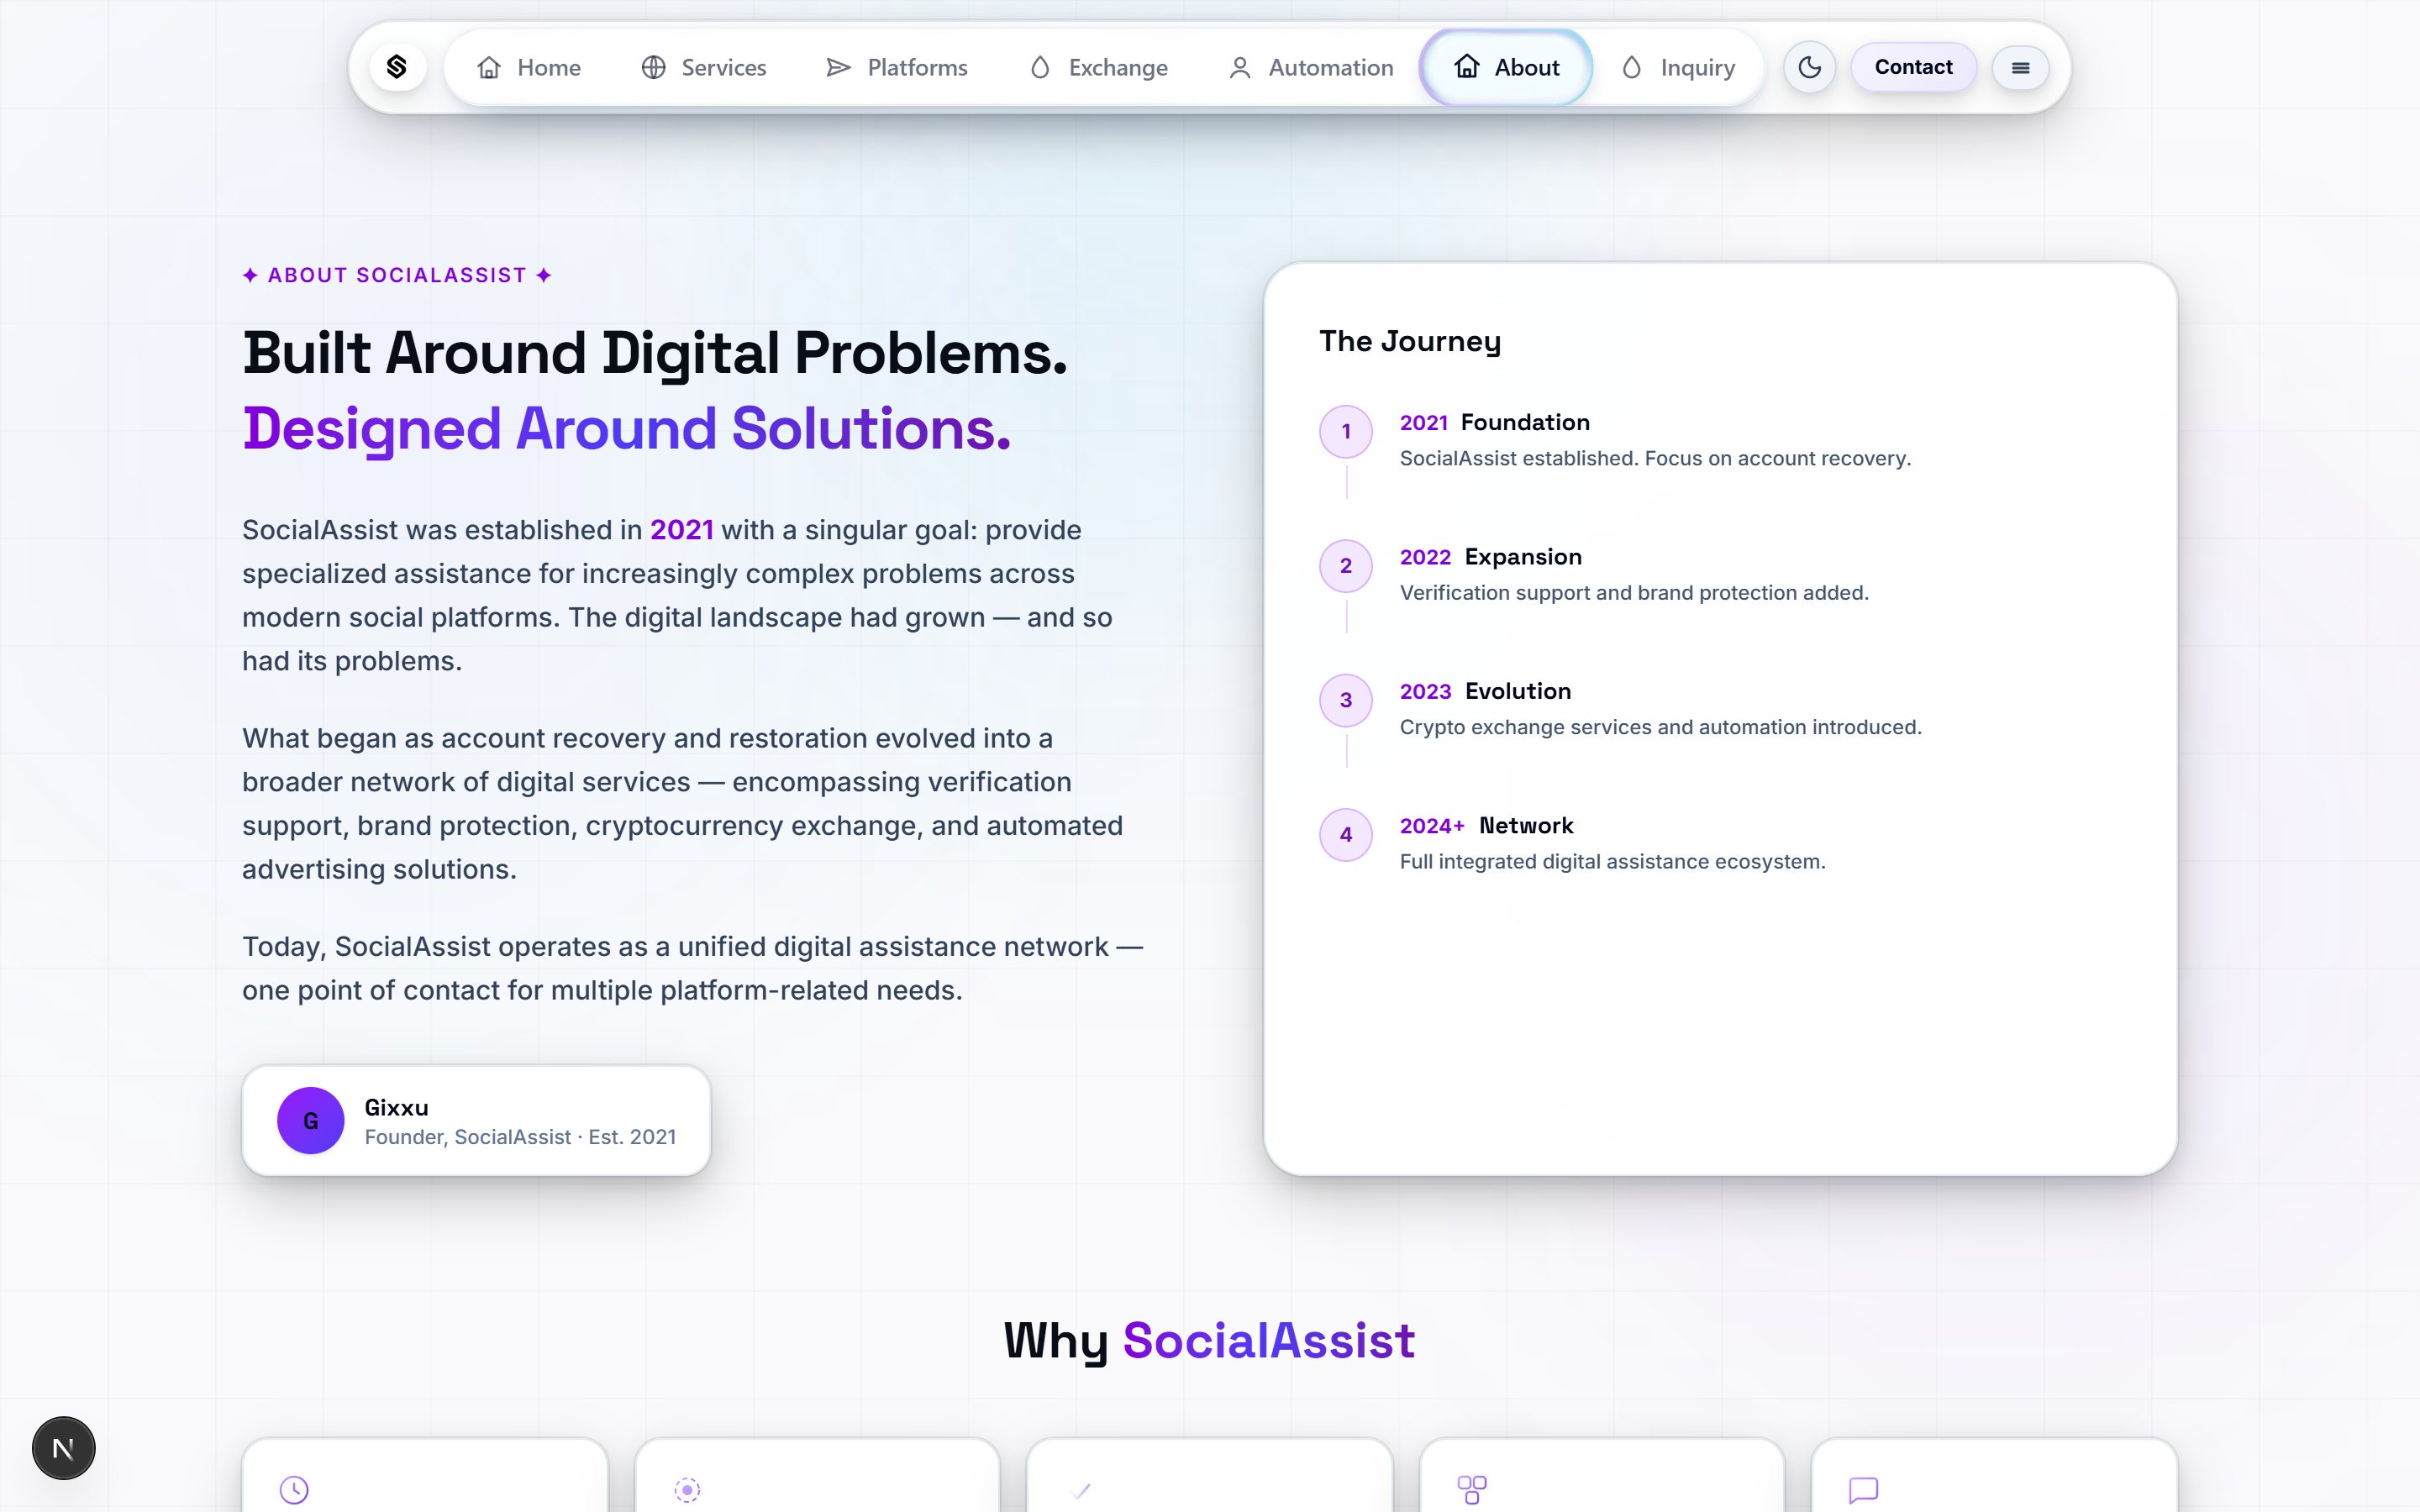 Home
Services
Platforms
Exchange
Automation
About
Inquiry
Contact
✦ ABOUT SOCIALASSIST ✦
Built Around Digital Problems.
Designed Around Solutions.
SocialAssist was established in 2021 with a singular goal: provide
specialized assistance for increasingly complex problems across
modern social platforms. The digital landscape had grown — and so
had its problems.
What began as account recovery and restoration evolved into a
broader network of digital services — encompassing verification
support, brand protection, cryptocurrency exchange, and automated
advertising solutions.
Today, SocialAssist operates as a unified digital assistance network —
one point of contact for multiple platform-related needs.
G
Gixxu
Founder, SocialAssist · Est. 2021
The Journey
1
2021 Foundation
SocialAssist established. Focus on account recovery.
2
2022 Expansion
Verification support and brand protection added.
3
2023 Evolution
Crypto exchange services and automation introduced.
4
2024+ Network
Full integrated digital assistance ecosystem.
Why SocialAssist
N